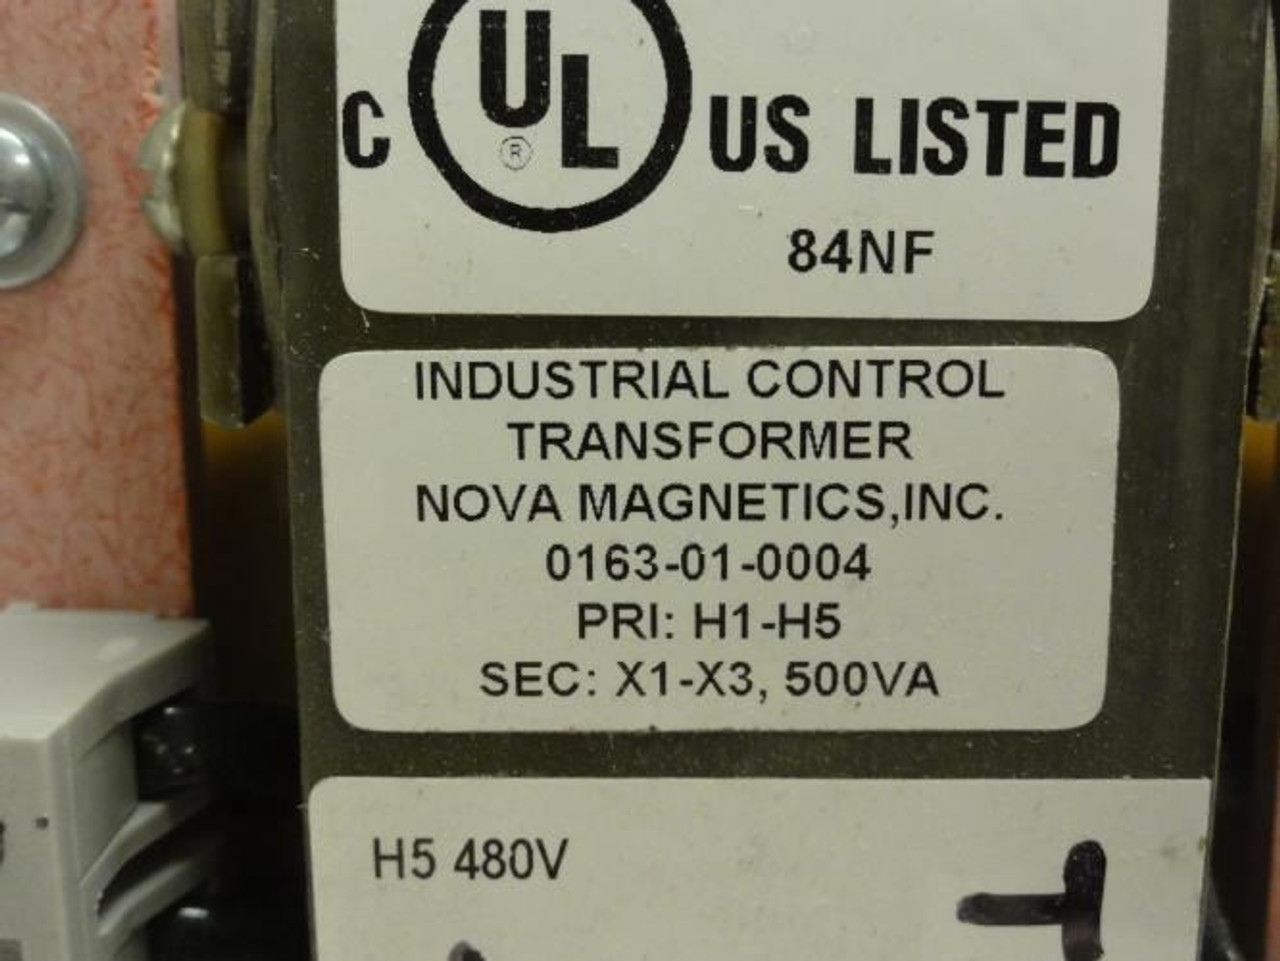 C UL® US LISTED
84NF
INDUSTRIAL CONTROL
TRANSFORMER
NOVA MAGNETICS,INC.
0163-01-0004
PRI: H1-H5
SEC: X1-X3, 500VA
H5 480V